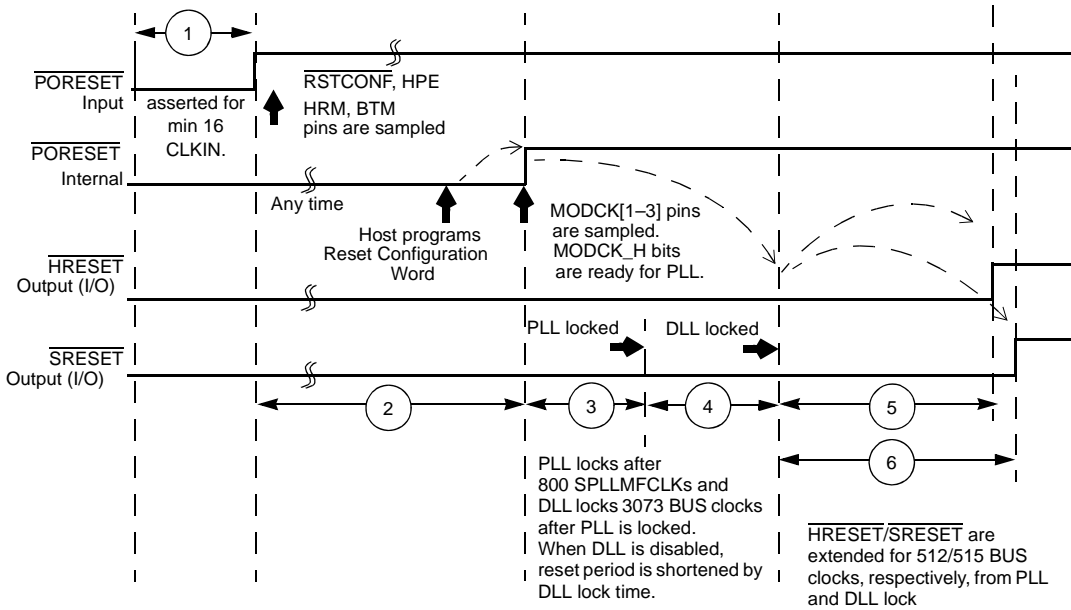 1
PORESET
Input
asserted for
min 16
CLKIN.
RSTCONF, HPE
HRM, BTM
pins are sampled
PORESET
Internal
Any time
Host programs
Reset Configuration
Word
MODCK[1–3] pins
are sampled.
MODCK_H bits
are ready for PLL.
HRESET
Output (I/O)
PLL locked
DLL locked
SRESET
Output (I/O)
2
3
4
5
6
PLL locks after
800 SPLLMFCLKs and
DLL locks 3073 BUS clocks
after PLL is locked.
When DLL is disabled,
reset period is shortened by
DLL lock time.
HRESET/SRESET are
extended for 512/515 BUS
clocks, respectively, from PLL
and DLL lock